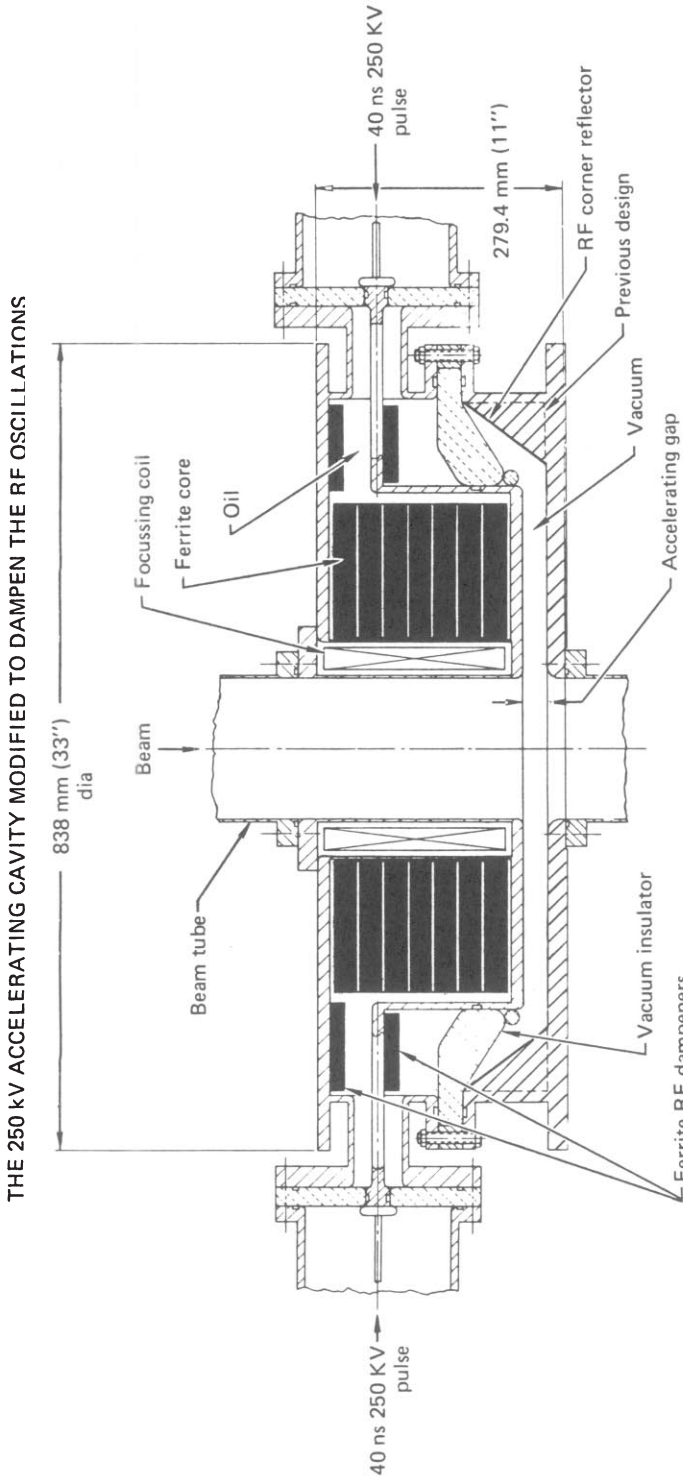 THE 250 kV ACCELERATING CAVITY MODIFIED TO DAMPEN THE RF OSCILLATIONS
838 mm (33")
dia
Beam
Focussing coil
Ferrite core
Oil
Beam tube
40 ns 250 KV
pulse
40 ns 250 KV
pulse
279.4 mm (11")
RF corner reflector
Previous design
Vacuum
Accelerating gap
Vacuum insulator
Ferrite RF dampeners